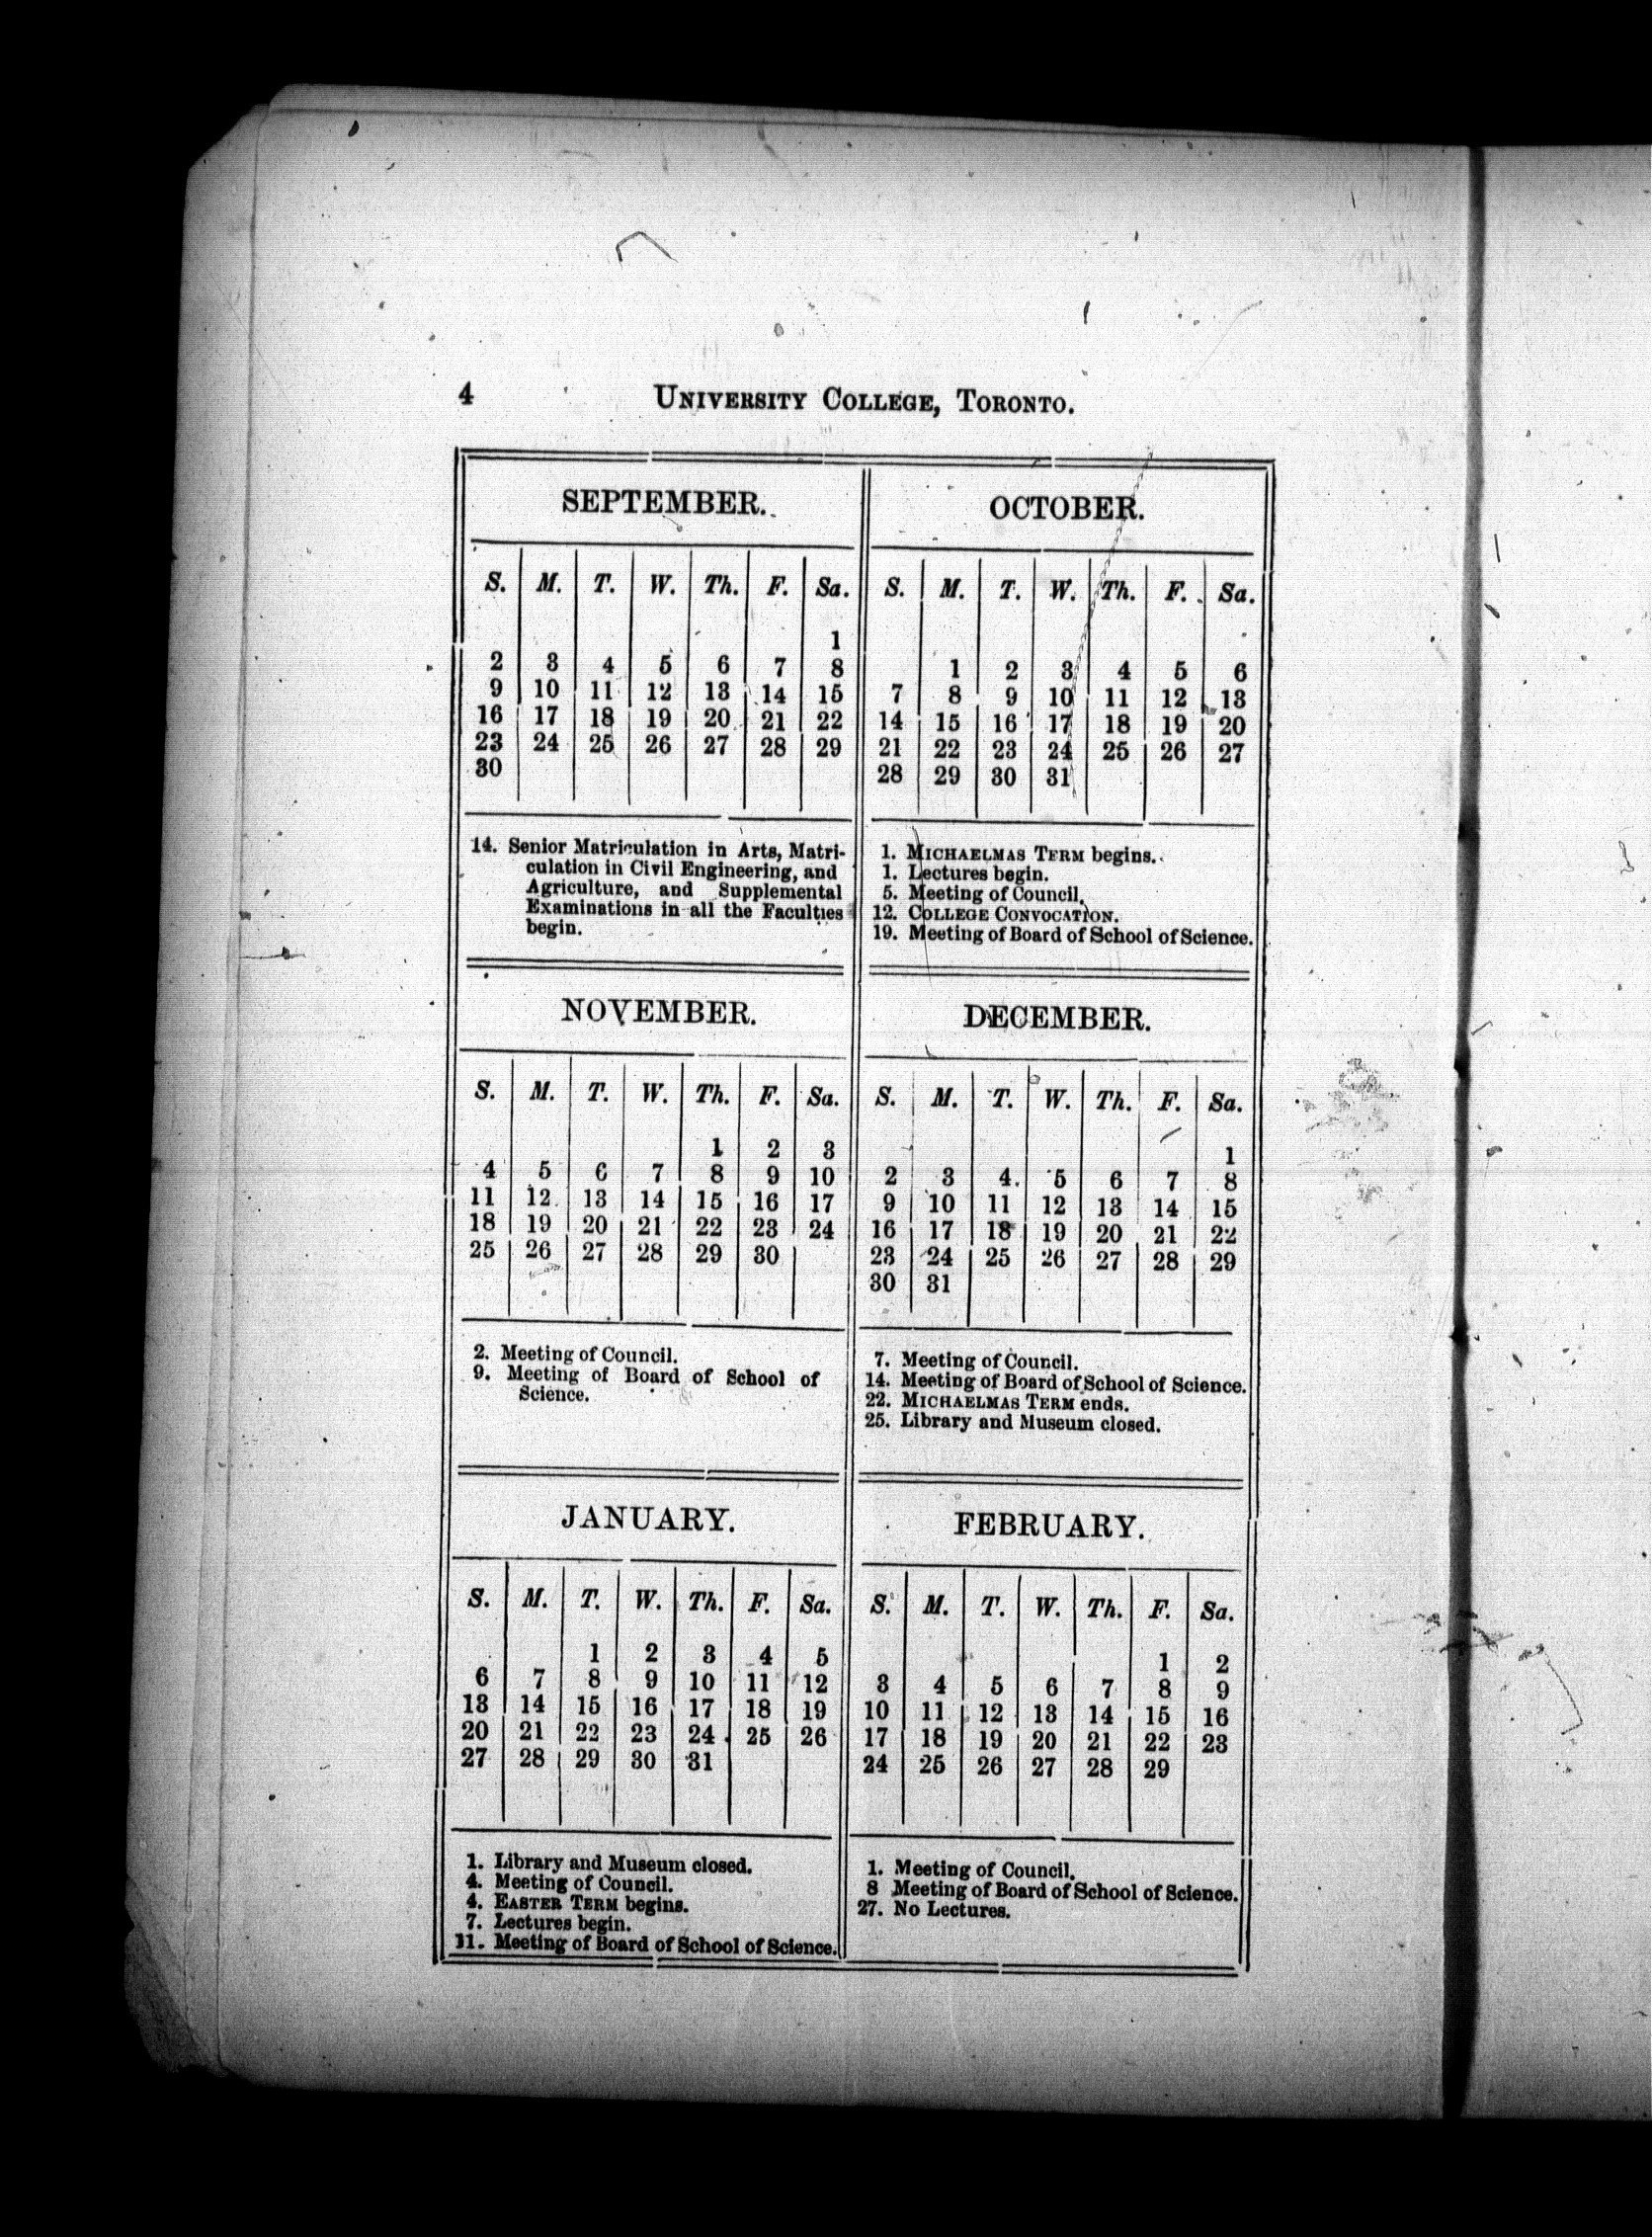 4 UNIVERSITY COLLEGE, TORONTO.
SEPTEMBER.
S. M. T. W. Th. F. Sa.
1
2 3 4 5 6 7 8
9 10 11 12 13 14 15
16 17 18 19 20 21 22
23 24 25 26 27 28 29
30
14. Senior Matriculation in Arts, Matri-
culation in Civil Engineering, and
Agriculture, and Supplemental
Examinations in all the Faculties
begin.
OCTOBER.
S. M. T. W. Th. F. Sa.
1 2 3 4 5 6
7 8 9 10 11 12 13
14 15 16 17 18 19 20
21 22 23 24 25 26 27
28 29 30 31
1. MICHAELMAS TERM begins.
1. Lectures begin.
5. Meeting of Council.
12. COLLEGE CONVOCATION.
19. Meeting of Board of School of Science.
NOVEMBER.
S. M. T. W. Th. F. Sa.
1 2 3
4 5 6 7 8 9 10
11 12 13 14 15 16 17
18 19 20 21 22 23 24
25 26 27 28 29 30
2. Meeting of Council.
9. Meeting of Board of School of
Science.
DECEMBER.
S. M. T. W. Th. F. Sa.
1
2 3 4 5 6 7 8
9 10 11 12 13 14 15
16 17 18 19 20 21 22
23 24 25 26 27 28 29
30 31
7. Meeting of Council.
14. Meeting of Board of School of Science.
22. MICHAELMAS TERM ends.
25. Library and Museum closed.
JANUARY.
S. M. T. W. Th. F. Sa.
1 2 3 4 5
6 7 8 9 10 11 12
13 14 15 16 17 18 19
20 21 22 23 24 25 26
27 28 29 30 31
1. Library and Museum closed.
4. Meeting of Council.
4. EASTER TERM begins.
7. Lectures begin.
11. Meeting of Board of School of Science.
FEBRUARY.
S. M. T. W. Th. F. Sa.
1 2
3 4 5 6 7 8 9
10 11 12 13 14 15 16
17 18 19 20 21 22 23
24 25 26 27 28 29
1. Meeting of Council.
8 Meeting of Board of School of Science.
27. No Lectures.